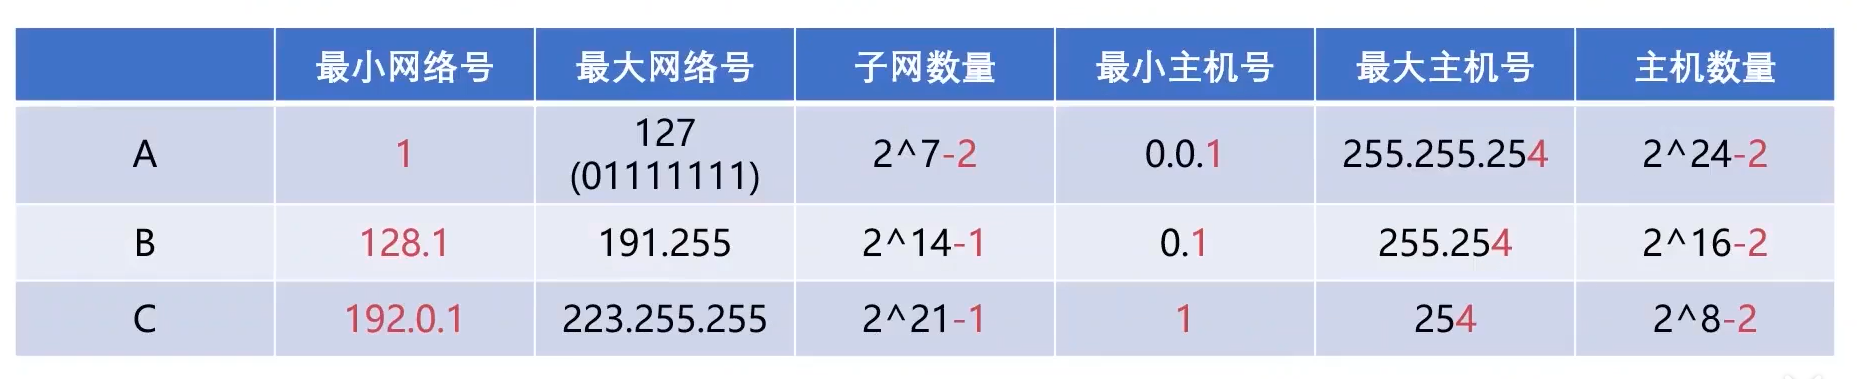 最小网络号 最大网络号 子网数量 最小主机号 最大主机号 主机数量
A 1 127 (01111111) 2^7-2 0.0.1 255.255.254 2^24-2
B 128.1 191.255 2^14-1 0.1 255.254 2^16-2
C 192.0.1 223.255.255 2^21-1 1 254 2^8-2